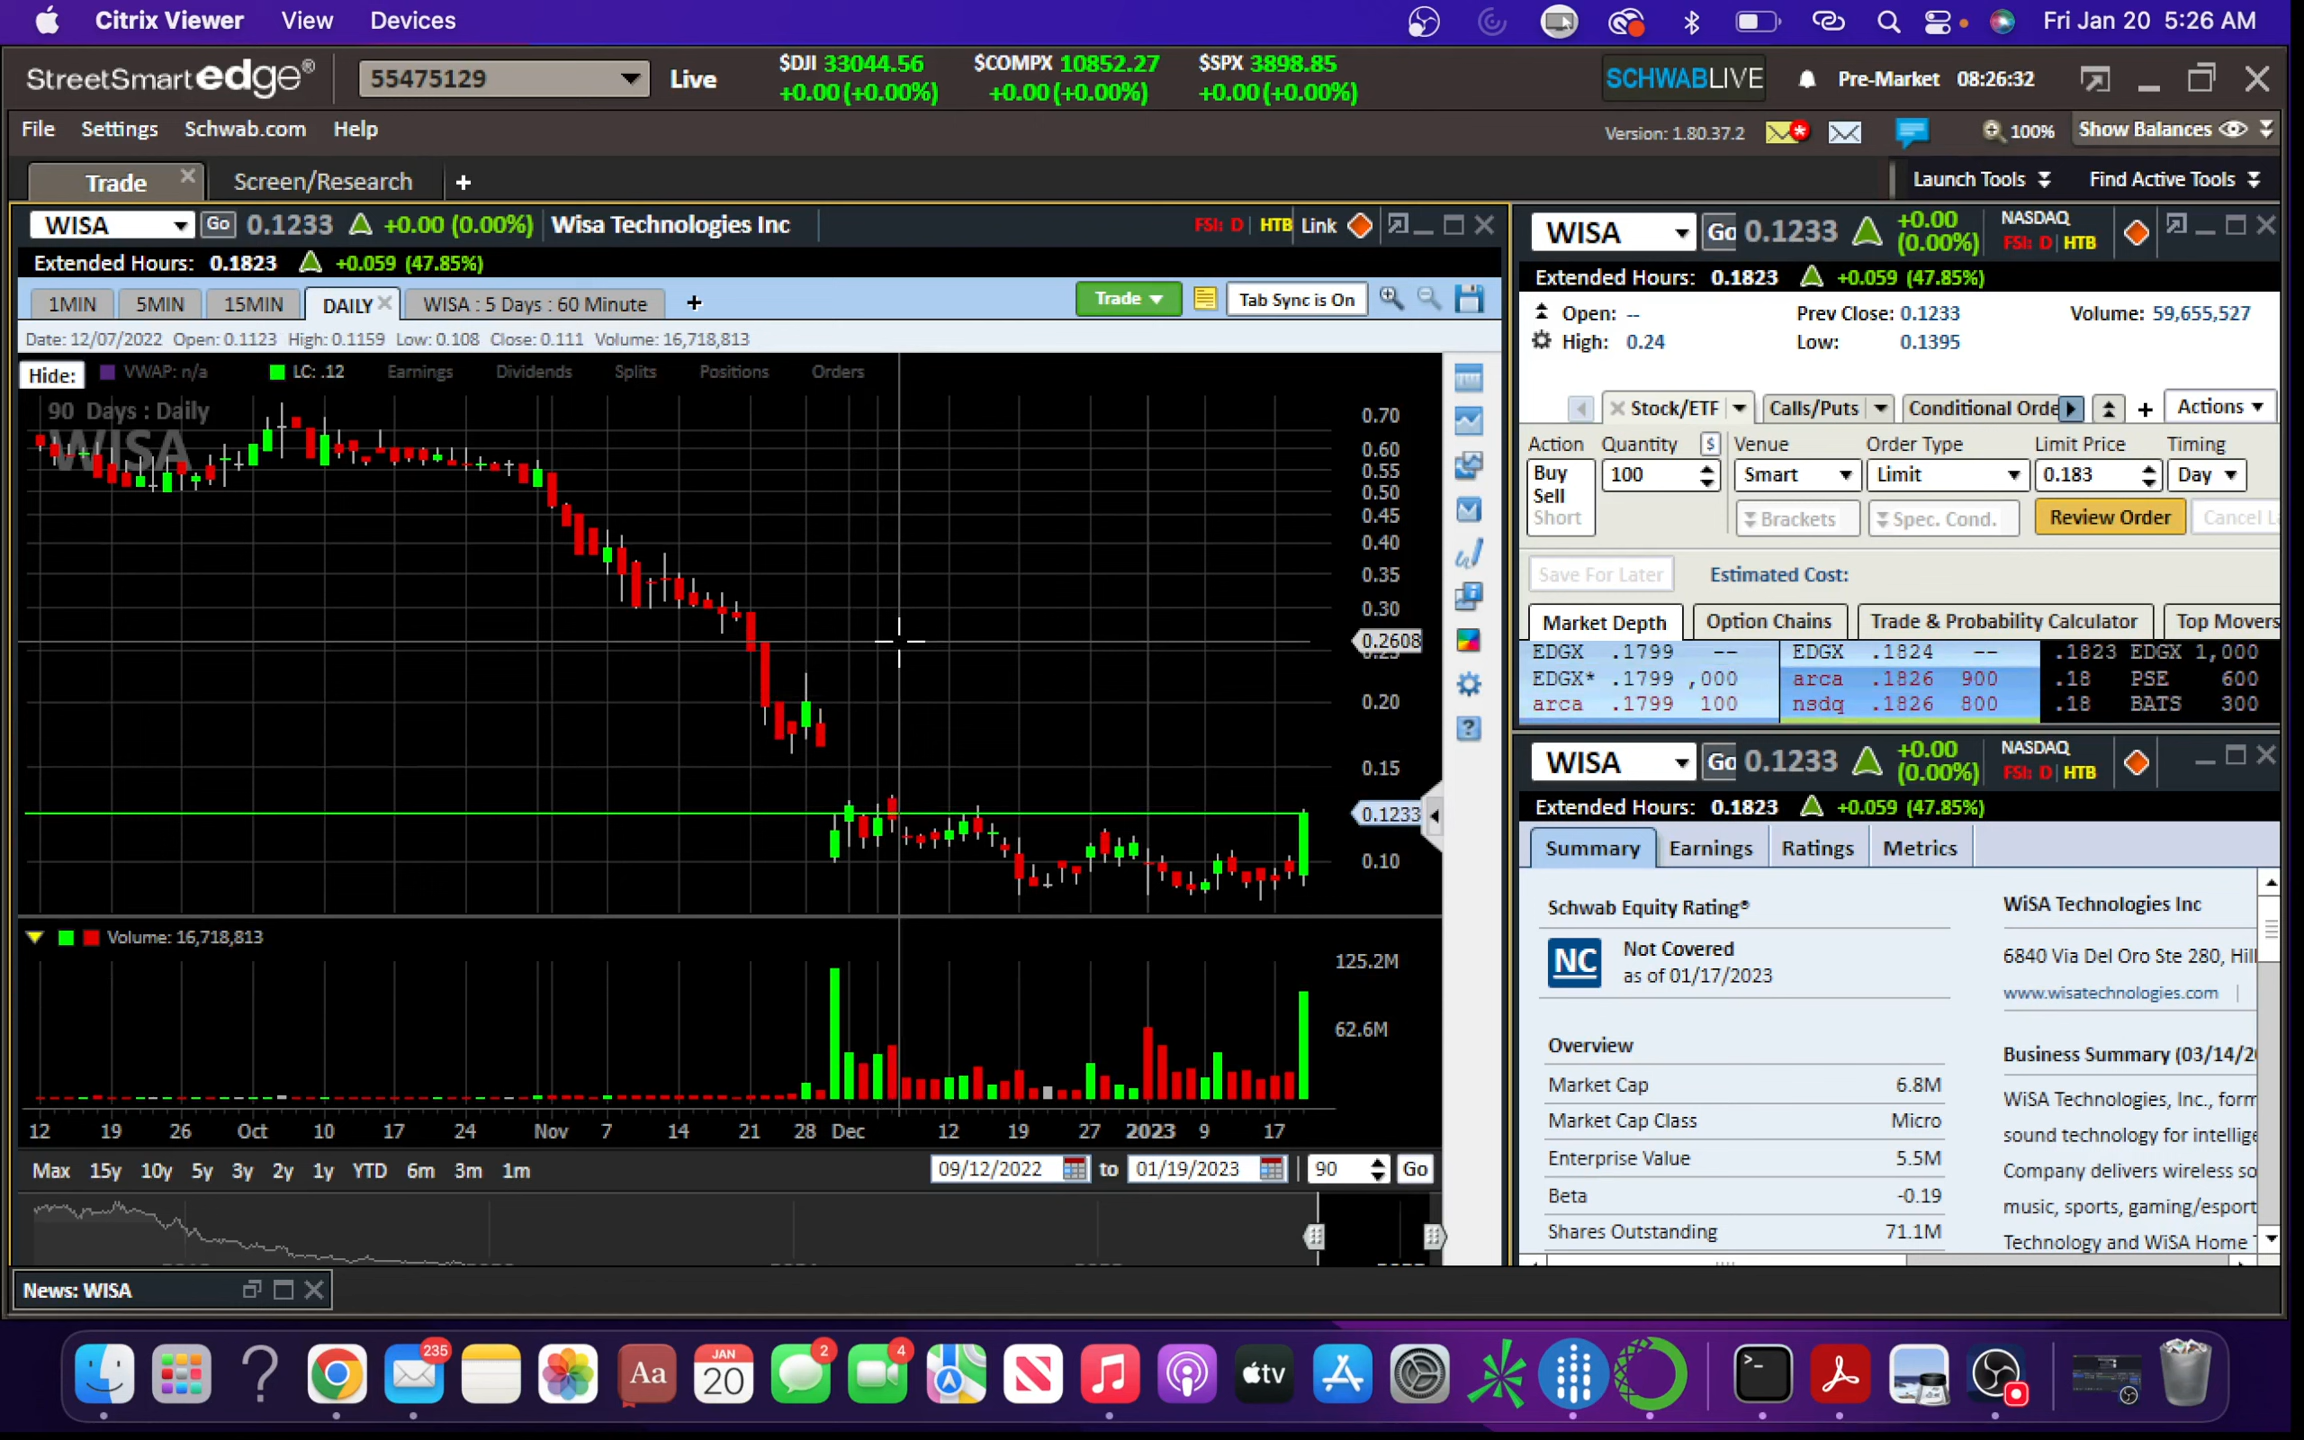 Citrix Viewer View Devices Fri Jan 20 5:26 AM
StreetSmart edge® 55475129 Live $DJI 33044.56 $COMPX 10852.27 $SPX 3898.85 SCHWABLIVE Pre-Market 08:26:32
+0.00 (+0.00%) +0.00 (+0.00%) +0.00 (+0.00%)
File Settings Schwab.com Help Version: 1.80.37.2 100% Show Balances
Trade Screen/Research + Launch Tools Find Active Tools
WISA Go 0.1233 +0.00 (0.00%) Wisa Technologies Inc FSI: D | HTB Link
Extended Hours: 0.1823 +0.059 (47.85%)
1MIN 5MIN 15MIN DAILY WISA : 5 Days : 60 Minute + Trade Tab Sync is On
Date: 12/07/2022 Open: 0.1123 High: 0.1159 Low: 0.108 Close: 0.111 Volume: 16,718,813
Hide: VWAP: n/a LC: .12 Earnings Dividends Splits Positions Orders
90 Days : Daily
WISA
0.70
0.60
0.55
0.50
0.45
0.40
0.35
0.30
0.2608
0.20
0.15
0.1233
0.10
Volume: 16,718,813
125.2M
62.6M
12 19 26 Oct 10 17 24 Nov 7 14 21 28 Dec 12 19 27 2023 9 17
Max 15y 10y 5y 3y 2y 1y YTD 6m 3m 1m 09/12/2022 to 01/19/2023 90 Go
News: WISA
WISA Go 0.1233 +0.00 (0.00%) NASDAQ FSI: D | HTB
Extended Hours: 0.1823 +0.059 (47.85%)
Open: -- Prev Close: 0.1233 Volume: 59,655,527
High: 0.24 Low: 0.1395
Stock/ETF Calls/Puts Conditional Orde + Actions
Action Quantity $ Venue Order Type Limit Price Timing
Buy Sell Short 100 Smart Limit 0.183 Day
Brackets Spec. Cond. Review Order Cancel L
Save For Later Estimated Cost:
Market Depth Option Chains Trade & Probability Calculator Top Movers
EDGX .1799 -- EDGX .1824 -- .1823 EDGX 1,000
EDGX* .1799 ,000 arca .1826 900 .18 PSE 600
arca .1799 100 nsdq .1826 800 .18 BATS 300
WISA Go 0.1233 +0.00 (0.00%) NASDAQ FSI: D | HTB
Extended Hours: 0.1823 +0.059 (47.85%)
Summary Earnings Ratings Metrics
Schwab Equity Rating®
NC Not Covered
as of 01/17/2023
Overview
Market Cap 6.8M
Market Cap Class Micro
Enterprise Value 5.5M
Beta -0.19
Shares Outstanding 71.1M
WiSA Technologies Inc
6840 Via Del Oro Ste 280, Hill
www.wisatechnologies.com |
Business Summary (03/14/2
WiSA Technologies, Inc., form
sound technology for intellige
Company delivers wireless so
music, sports, gaming/esport
Technology and WiSA Home
235 Aa JAN 20 2 4 tv